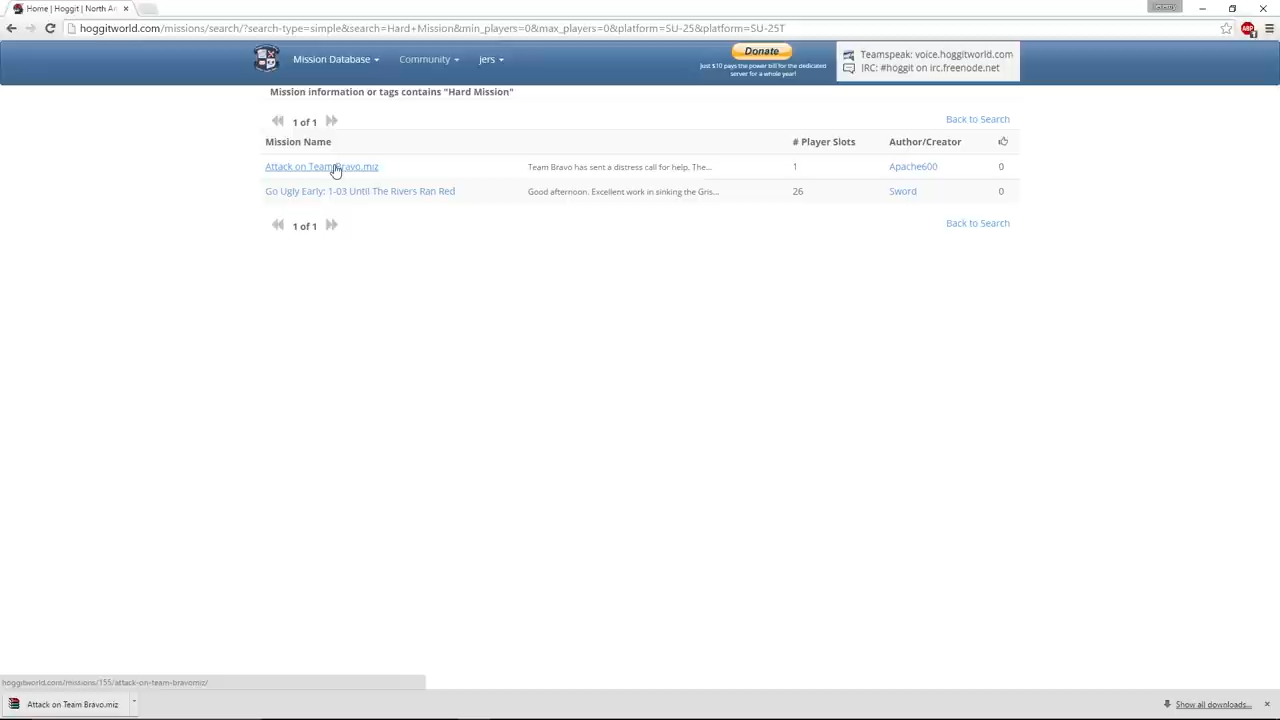 Home | Hoggit | North Am
hoggitworld.com/missions/search/?search-type=simple&search=Hard+Mission&min_players=0&max_players=0&platform=SU-25&platform=SU-25T
Mission Database
Community
jers
Donate
Just $10 pays the power bill for the dedicated
server for a whole year!
Teamspeak: voice.hoggitworld.com
IRC: #hoggit on irc.freenode.net
Mission information or tags contains "Hard Mission"
1 of 1
Back to Search
Mission Name # Player Slots Author/Creator
Attack on Team Bravo.miz Team Bravo has sent a distress call for help, The... 1 Apache600 0
Go Ugly Early: 1-03 Until The Rivers Ran Red Good afternoon. Excellent work in sinking the Gris... 26 Sword 0
1 of 1
Back to Search
hoggitworld.com/missions/155/attack-on-team-bravomiz/
Attack on Team Bravo.miz
Show all downloads...